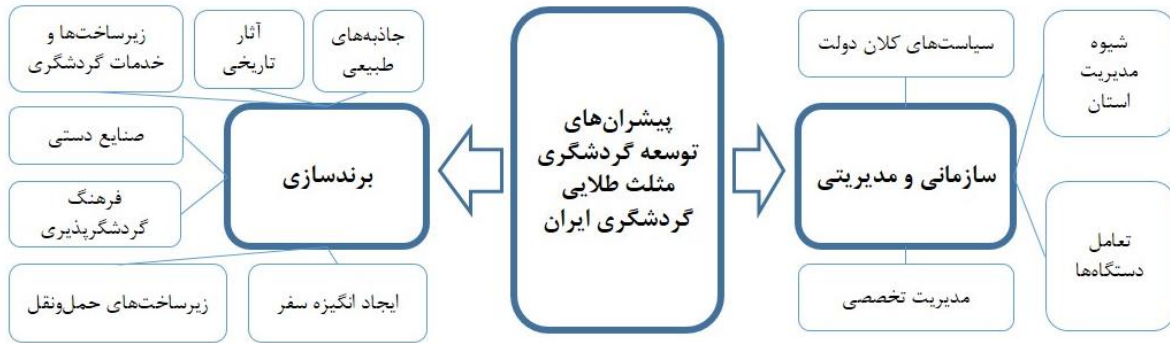 پیشران‌های
توسعه گردشگری
مثلث طلایی
گردشگری ایران
سازمانی و مدیریتی
سیاست‌های کلان دولت
شیوه
مدیریت
استان
تعامل
دستگاه‌ها
مدیریت تخصصی
برندسازی
جاذبه‌های
طبیعی
آثار
تاریخی
زیرساخت‌ها و
خدمات گردشگری
صنایع دستی
فرهنگ
گردشگرپذیری
زیرساخت‌های حمل‌ونقل
ایجاد انگیزه سفر